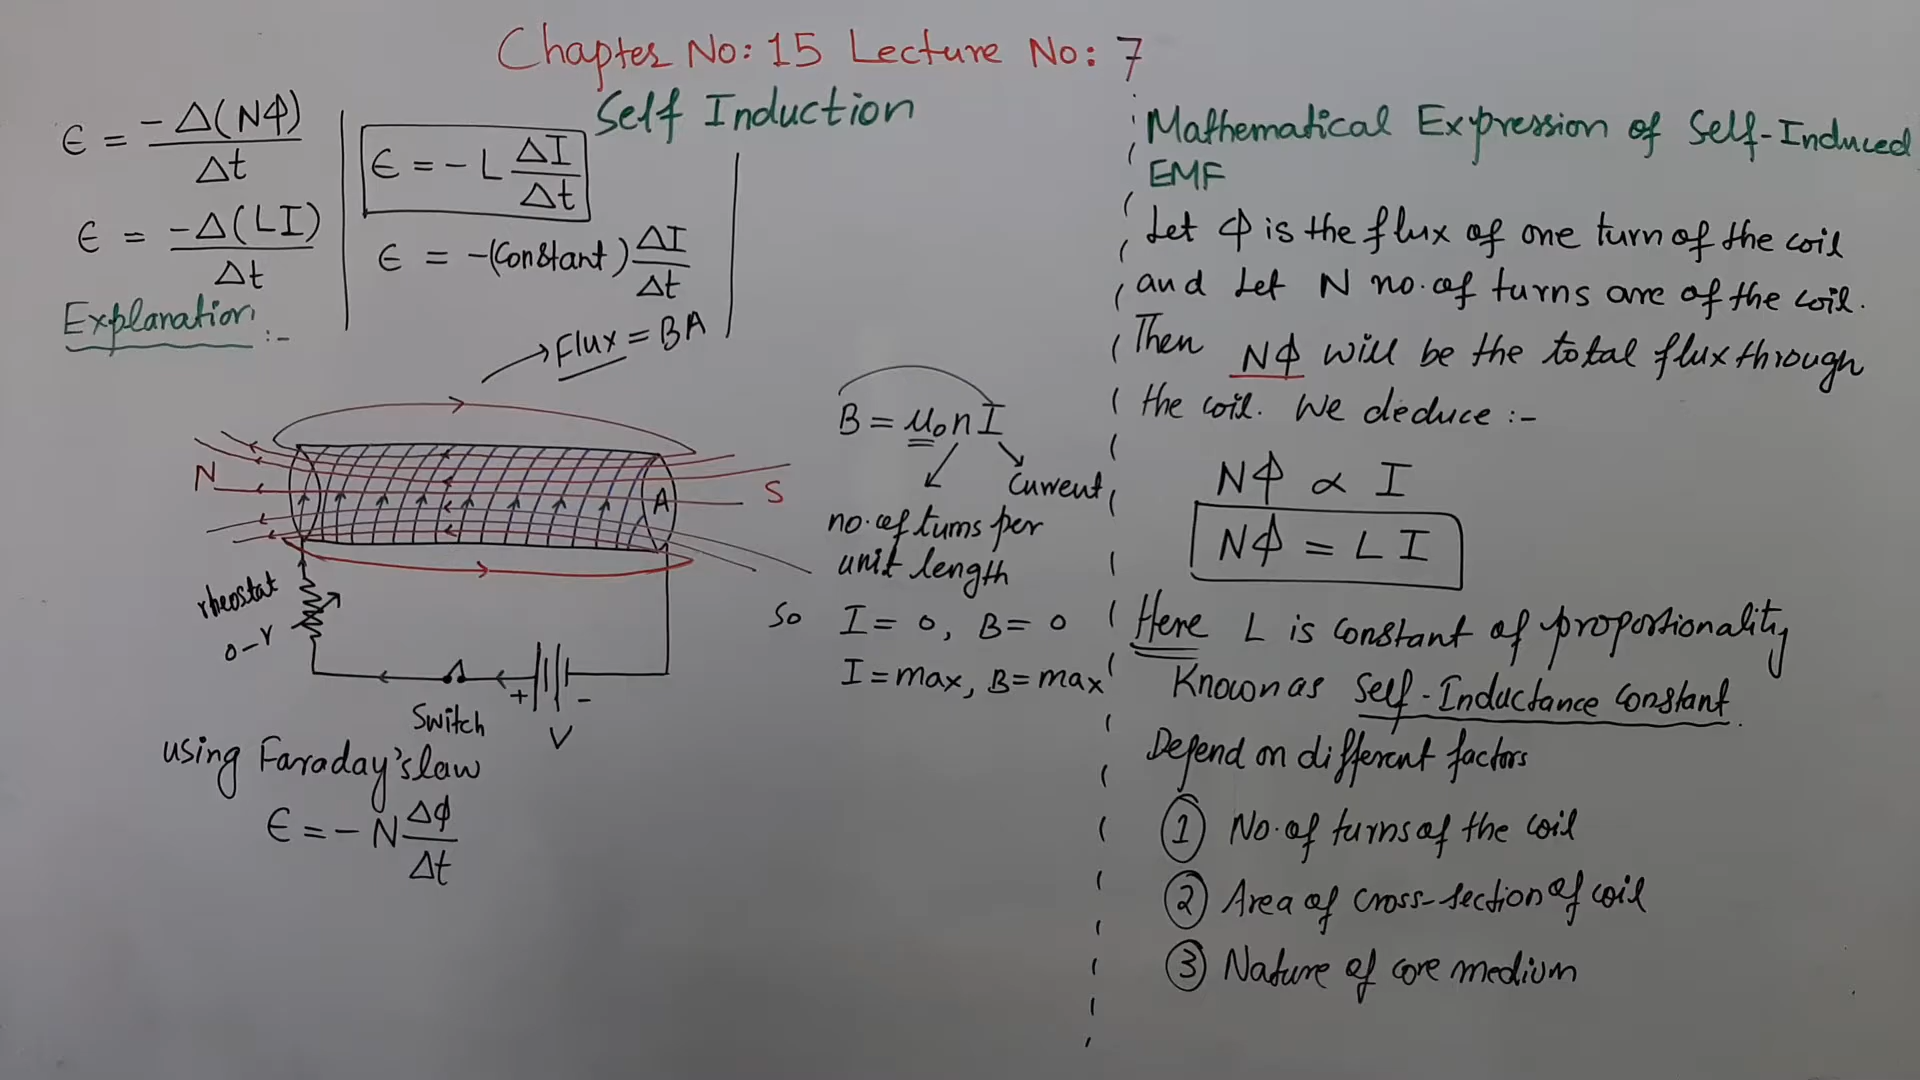 Chapter No: 15 Lecture No: 7
Self Induction
ε = -Δ(NΦ)/Δt
ε = -Δ(LI)/Δt
ε = -L ΔI/Δt
ε = -(Constant) ΔI/Δt
Explanation :-
→ Flux = BA
N
S
A
rheostat
0-r
Switch
+ -
V
using Faraday's law
ε = -N Δϕ/Δt
B = μ₀nI
Current
no. of turns per
unit length
So I = 0, B = 0
I = max, B = max
Mathematical Expression of Self-Induced
EMF
Let Φ is the flux of one turn of the coil
and Let N no. of turns are of the coil.
Then NΦ will be the total flux through
the coil. We deduce :-
NΦ ∝ I
NΦ = LI
Here L is constant of proportionality
Known as Self-Inductance constant.
Depend on different factors
① No. of turns of the coil
② Area of cross-section of coil
③ Nature of core medium